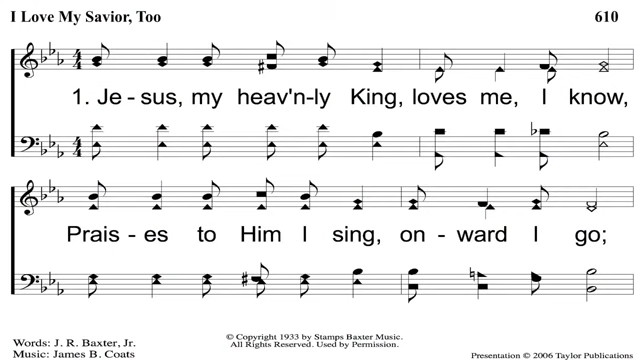 I Love My Savior, Too 610
4
4
1. Je - sus, my heav'n-ly King, loves me, I know,
Prais - es to Him I sing, on - ward I go;
Words: J. R. Baxter, Jr.
Music: James B. Coats
© Copyright 1933 by Stamps Baxter Music.
All Rights Reserved. Used by Permission.
Presentation © 2006 Taylor Publications